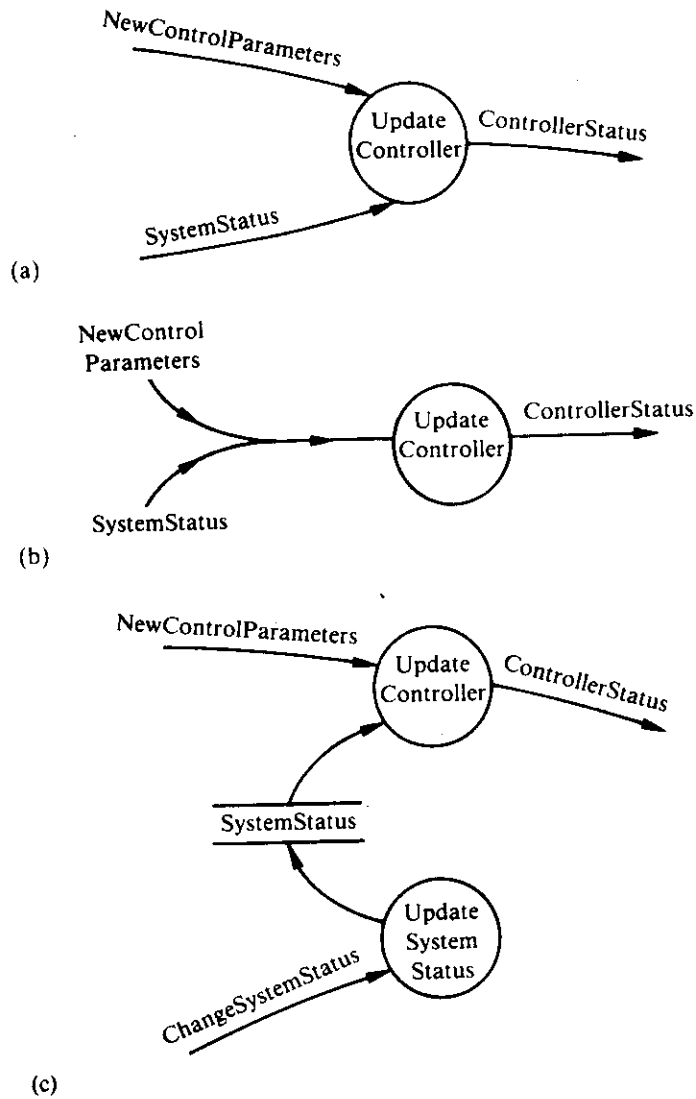 NewControlParameters
Update
Controller
ControllerStatus
SystemStatus
(a)
NewControl
Parameters
Update
Controller
ControllerStatus
SystemStatus
(b)
NewControlParameters
Update
Controller
ControllerStatus
SystemStatus
Update
System
Status
ChangeSystemStatus
(c)